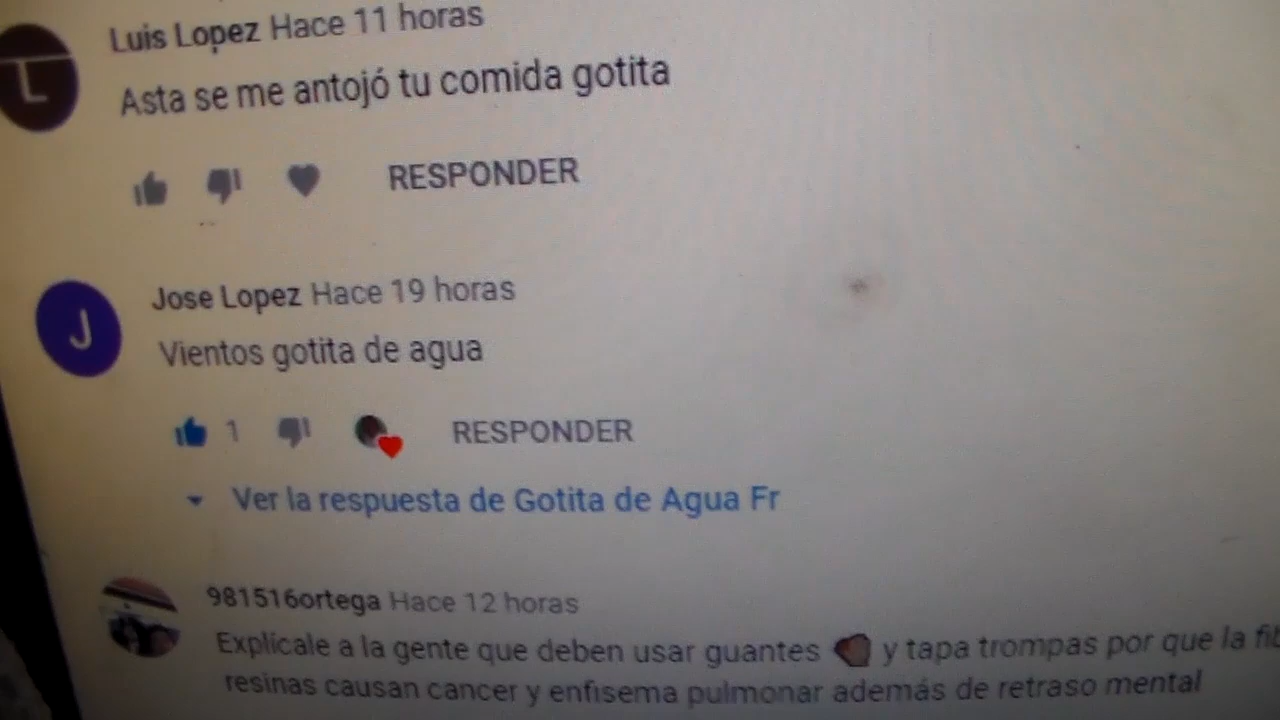 L
Luis Lopez Hace 11 horas
Asta se me antojó tu comida gotita
RESPONDER
J
Jose Lopez Hace 19 horas
Vientos gotita de agua
1
RESPONDER
Ver la respuesta de Gotita de Agua Fr
981516ortega Hace 12 horas
Explícale a la gente que deben usar guantes y tapa trompas por que la
resinas causan cancer y enfisema pulmonar además de retraso mental